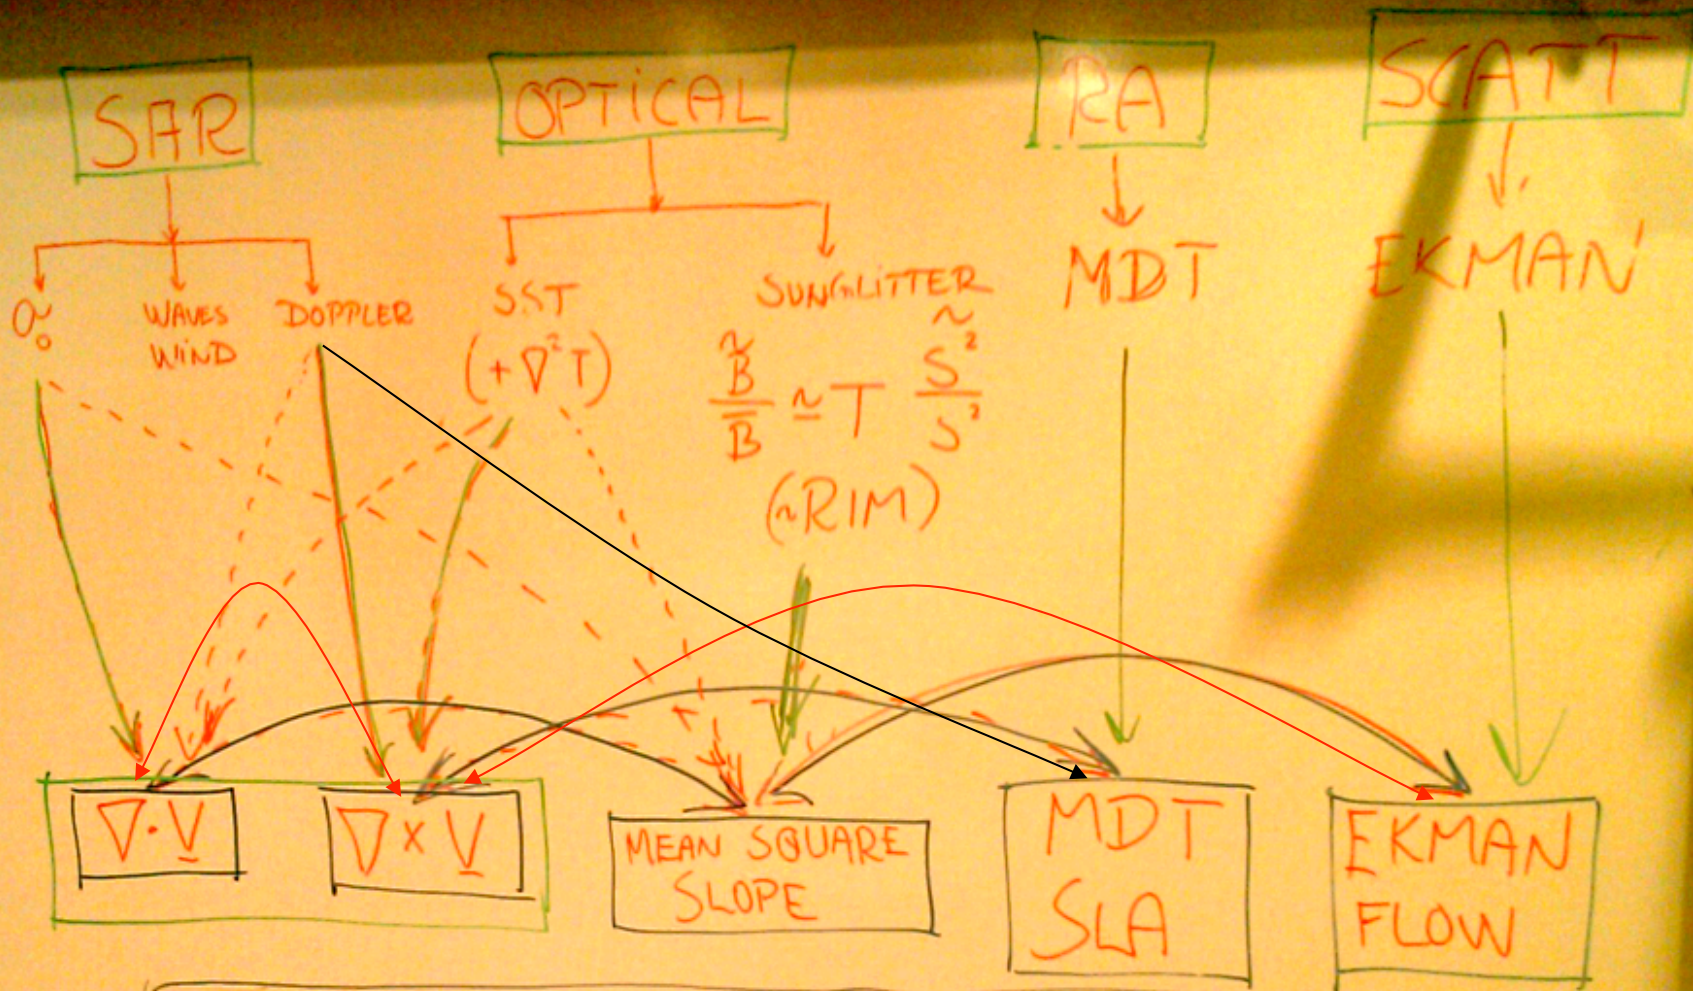 SAR
OPTICAL
RA
SCATT
σ̃₀
WAVES
WIND
DOPPLER
SST
(+∇²T)
SUNGLITTER
B̃/B̄ ≃ T S̃²/S²
(~RIM)
MDT
EKMAN
∇·V
∇×V
MEAN SQUARE
SLOPE
MDT
SLA
EKMAN
FLOW